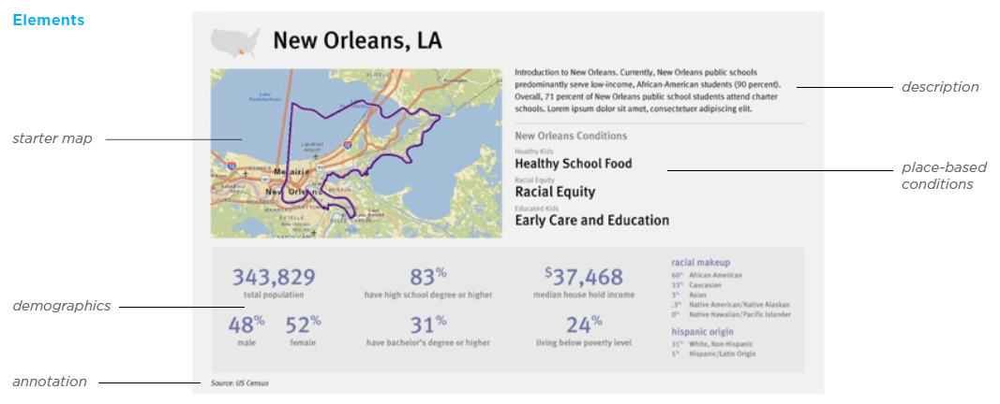 Elements
New Orleans, LA
Introduction to New Orleans. Currently, New Orleans public schools
predominantly serve low-income, African-American students (90 percent).
Overall, 71 percent of New Orleans public school students attend charter
schools. Lorem ipsum dolor sit amet, consectetuer adipiscing elit.
description
starter map
New Orleans Conditions
Healthy Kids
Healthy School Food
Racial Equity
Racial Equity
Educated Kids
Early Care and Education
place-based
conditions
Lake
Lakefront
Airport
Metairie
New Orleans
demographics
343,829
total population
83%
have high school degree or higher
$37,468
median house hold income
48%
male
52%
female
31%
have bachelor's degree or higher
24%
living below poverty level
racial makeup
60% African American
33% Caucasian
3% Asian
.3% Native American/Native Alaskan
0% Native Hawaiian/Pacific Islander
hispanic origin
31% White, Non-Hispanic
5% Hispanic/Latin Origin
annotation
Source: US Census